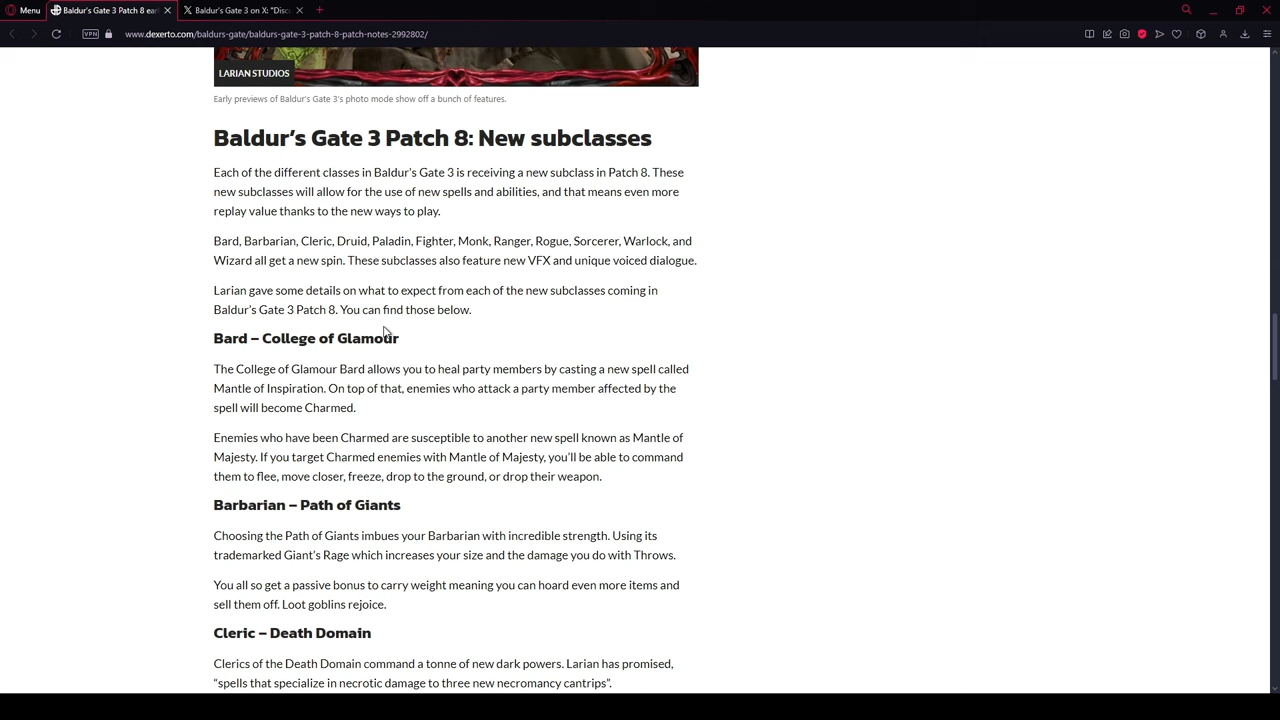 Menu
Baldur's Gate 3 Patch 8 ear
Baldur's Gate 3 on X: "Disc
VPN
www.dexerto.com/baldurs-gate/baldurs-gate-3-patch-8-patch-notes-2992802/
LARIAN STUDIOS
Early previews of Baldur's Gate 3's photo mode show off a bunch of features.
Baldur's Gate 3 Patch 8: New subclasses
Each of the different classes in Baldur's Gate 3 is receiving a new subclass in Patch 8. These
new subclasses will allow for the use of new spells and abilities, and that means even more
replay value thanks to the new ways to play.
Bard, Barbarian, Cleric, Druid, Paladin, Fighter, Monk, Ranger, Rogue, Sorcerer, Warlock, and
Wizard all get a new spin. These subclasses also feature new VFX and unique voiced dialogue.
Larian gave some details on what to expect from each of the new subclasses coming in
Baldur's Gate 3 Patch 8. You can find those below.
Bard – College of Glamour
The College of Glamour Bard allows you to heal party members by casting a new spell called
Mantle of Inspiration. On top of that, enemies who attack a party member affected by the
spell will become Charmed.
Enemies who have been Charmed are susceptible to another new spell known as Mantle of
Majesty. If you target Charmed enemies with Mantle of Majesty, you'll be able to command
them to flee, move closer, freeze, drop to the ground, or drop their weapon.
Barbarian – Path of Giants
Choosing the Path of Giants imbues your Barbarian with incredible strength. Using its
trademarked Giant's Rage which increases your size and the damage you do with Throws.
You all so get a passive bonus to carry weight meaning you can hoard even more items and
sell them off. Loot goblins rejoice.
Cleric – Death Domain
Clerics of the Death Domain command a tonne of new dark powers. Larian has promised,
"spells that specialize in necrotic damage to three new necromancy cantrips".